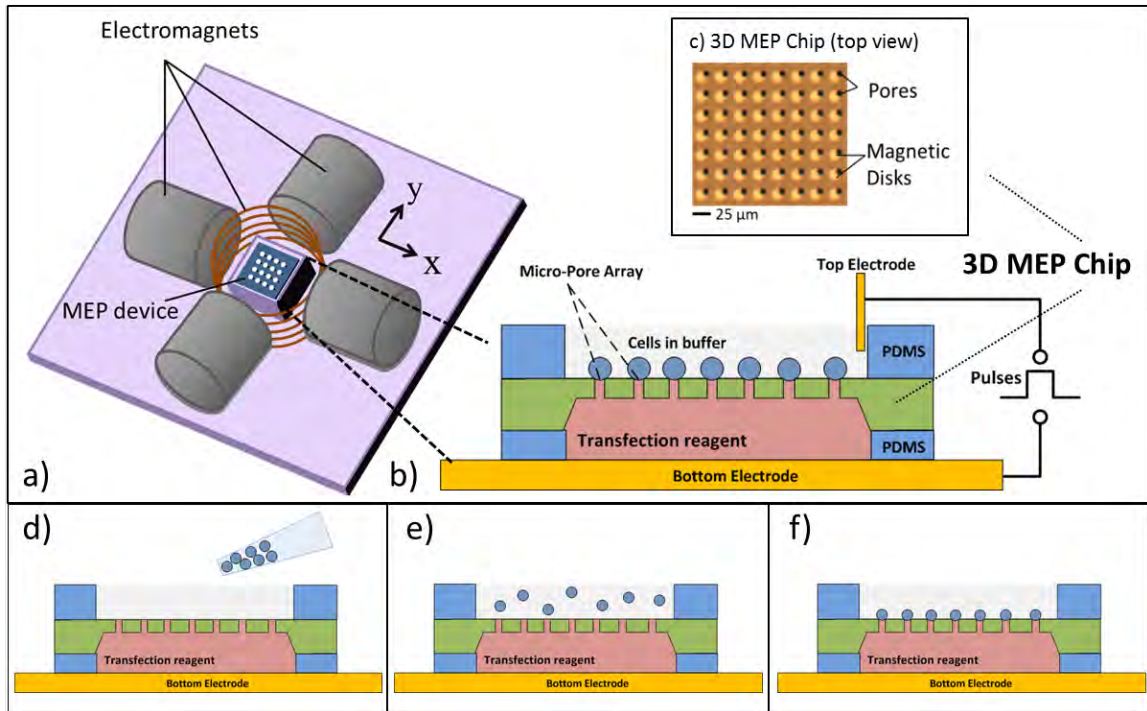 Electromagnets
y
x
MEP device
a)
c) 3D MEP Chip (top view)
Pores
Magnetic
Disks
25 μm
3D MEP Chip
Micro-Pore Array
Top Electrode
Cells in buffer
PDMS
Pulses
Transfection reagent
PDMS
b)
Bottom Electrode
d)
Transfection reagent
Bottom Electrode
e)
Transfection reagent
Bottom Electrode
f)
Transfection reagent
Bottom Electrode